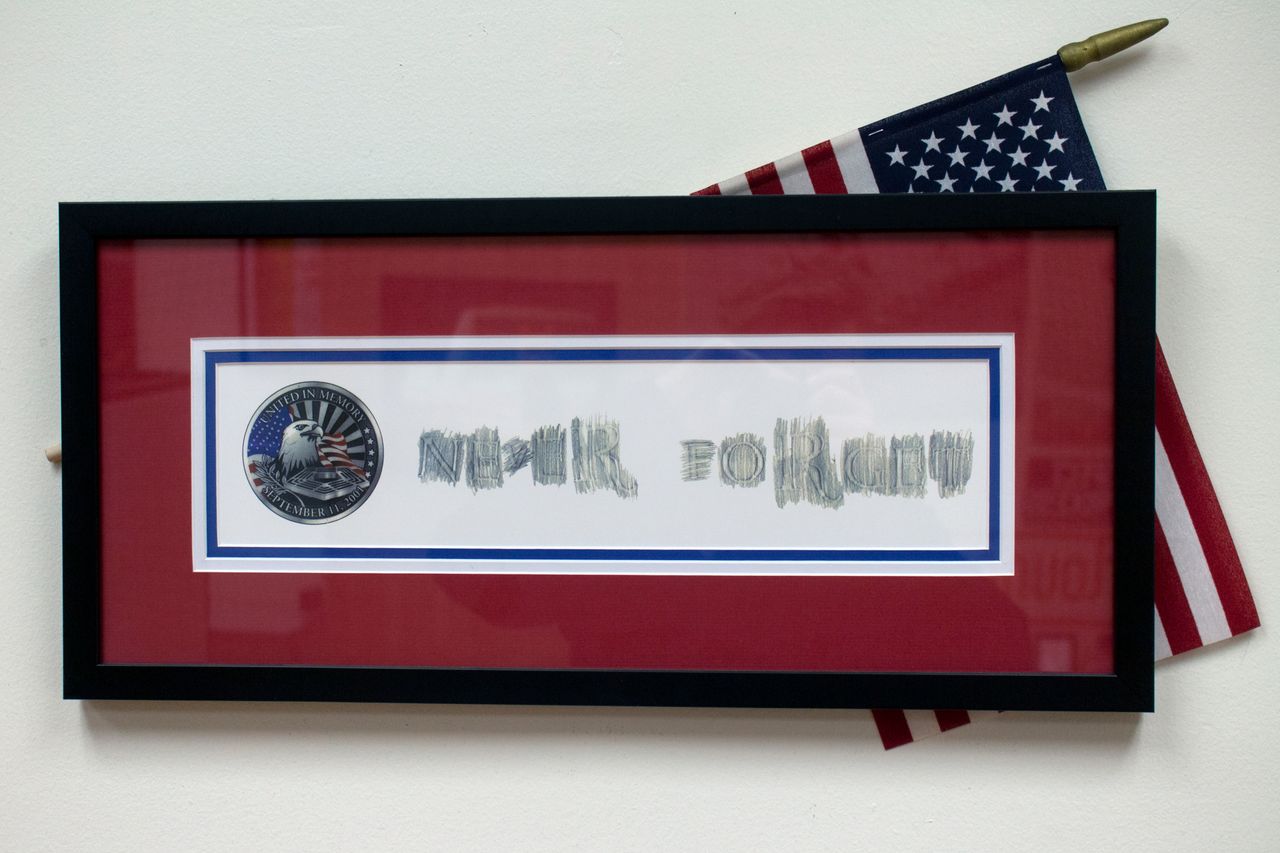 UNITED IN MEMORY
SEPTEMBER 11, 2001
NEVER FORGET